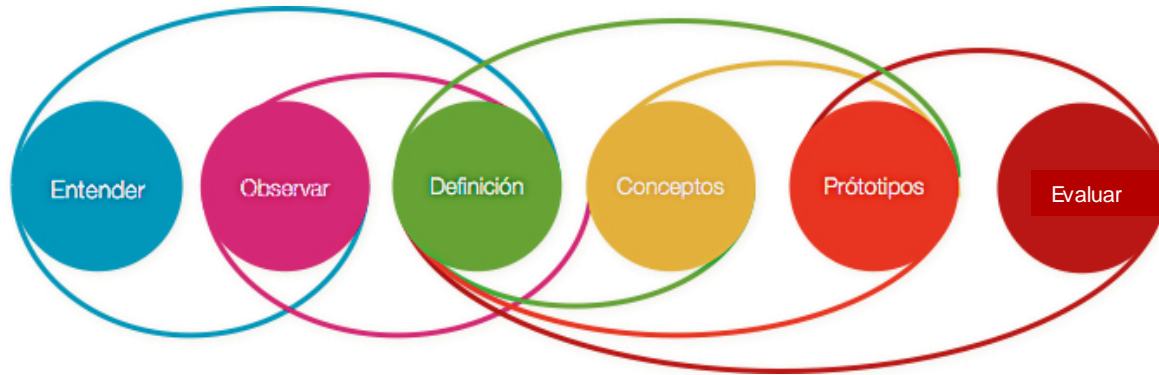 Entender
Observar
Definición
Conceptos
Prótotipos
Evaluar